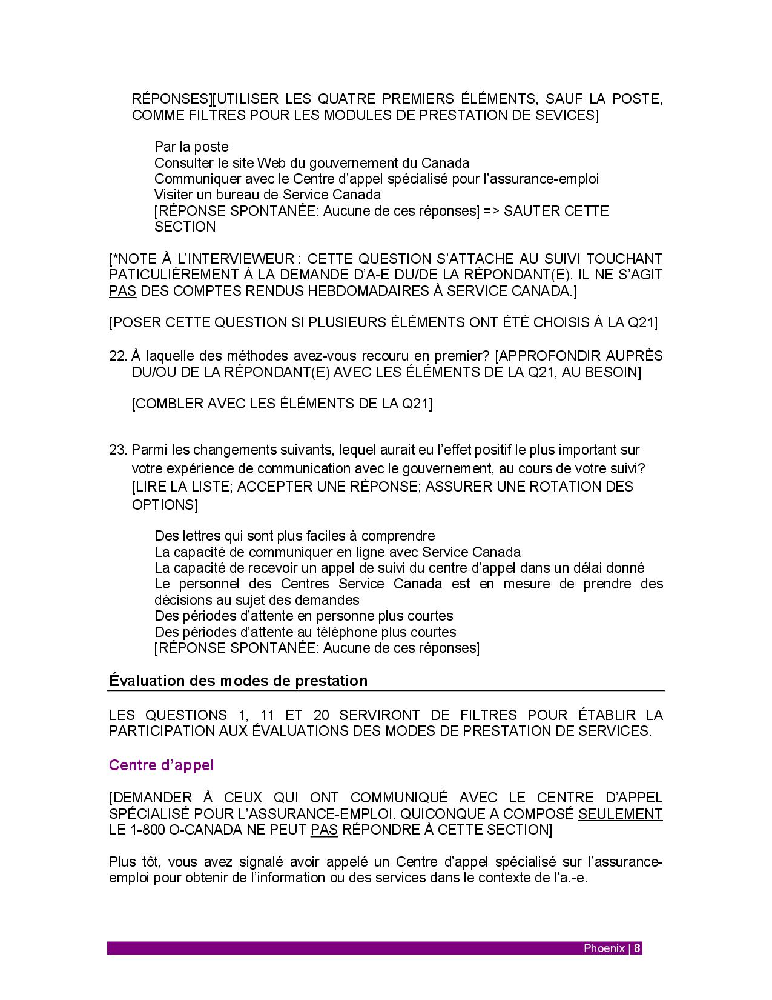 RÉPONSES][UTILISER LES QUATRE PREMIERS ÉLÉMENTS, SAUF LA POSTE,
COMME FILTRES POUR LES MODULES DE PRESTATION DE SEVICES]
Par la poste
Consulter le site Web du gouvernement du Canada
Communiquer avec le Centre d’appel spécialisé pour l’assurance-emploi
Visiter un bureau de Service Canada
[RÉPONSE SPONTANÉE: Aucune de ces réponses] => SAUTER CETTE
SECTION
[*NOTE À L’INTERVIEWEUR : CETTE QUESTION S’ATTACHE AU SUIVI TOUCHANT
PATICULIÈREMENT À LA DEMANDE D’A-E DU/DE LA RÉPONDANT(E). IL NE S’AGIT
PAS DES COMPTES RENDUS HEBDOMADAIRES À SERVICE CANADA.]
[POSER CETTE QUESTION SI PLUSIEURS ÉLÉMENTS ONT ÉTÉ CHOISIS À LA Q21]
22. À laquelle des méthodes avez-vous recouru en premier? [APPROFONDIR AUPRÈS
DU/OU DE LA RÉPONDANT(E) AVEC LES ÉLÉMENTS DE LA Q21, AU BESOIN]
[COMBLER AVEC LES ÉLÉMENTS DE LA Q21]
23. Parmi les changements suivants, lequel aurait eu l’effet positif le plus important sur
votre expérience de communication avec le gouvernement, au cours de votre suivi?
[LIRE LA LISTE; ACCEPTER UNE RÉPONSE; ASSURER UNE ROTATION DES
OPTIONS]
Des lettres qui sont plus faciles à comprendre
La capacité de communiquer en ligne avec Service Canada
La capacité de recevoir un appel de suivi du centre d’appel dans un délai donné
Le personnel des Centres Service Canada est en mesure de prendre des
décisions au sujet des demandes
Des périodes d’attente en personne plus courtes
Des périodes d’attente au téléphone plus courtes
[RÉPONSE SPONTANÉE: Aucune de ces réponses]
Évaluation des modes de prestation
LES QUESTIONS 1, 11 ET 20 SERVIRONT DE FILTRES POUR ÉTABLIR LA
PARTICIPATION AUX ÉVALUATIONS DES MODES DE PRESTATION DE SERVICES.
Centre d’appel
[DEMANDER À CEUX QUI ONT COMMUNIQUÉ AVEC LE CENTRE D’APPEL
SPÉCIALISÉ POUR L’ASSURANCE-EMPLOI. QUICONQUE A COMPOSÉ SEULEMENT
LE 1-800 O-CANADA NE PEUT PAS RÉPONDRE À CETTE SECTION]
Plus tôt, vous avez signalé avoir appelé un Centre d’appel spécialisé sur l’assurance-
emploi pour obtenir de l’information ou des services dans le contexte de l’a.-e.
Phoenix | 8